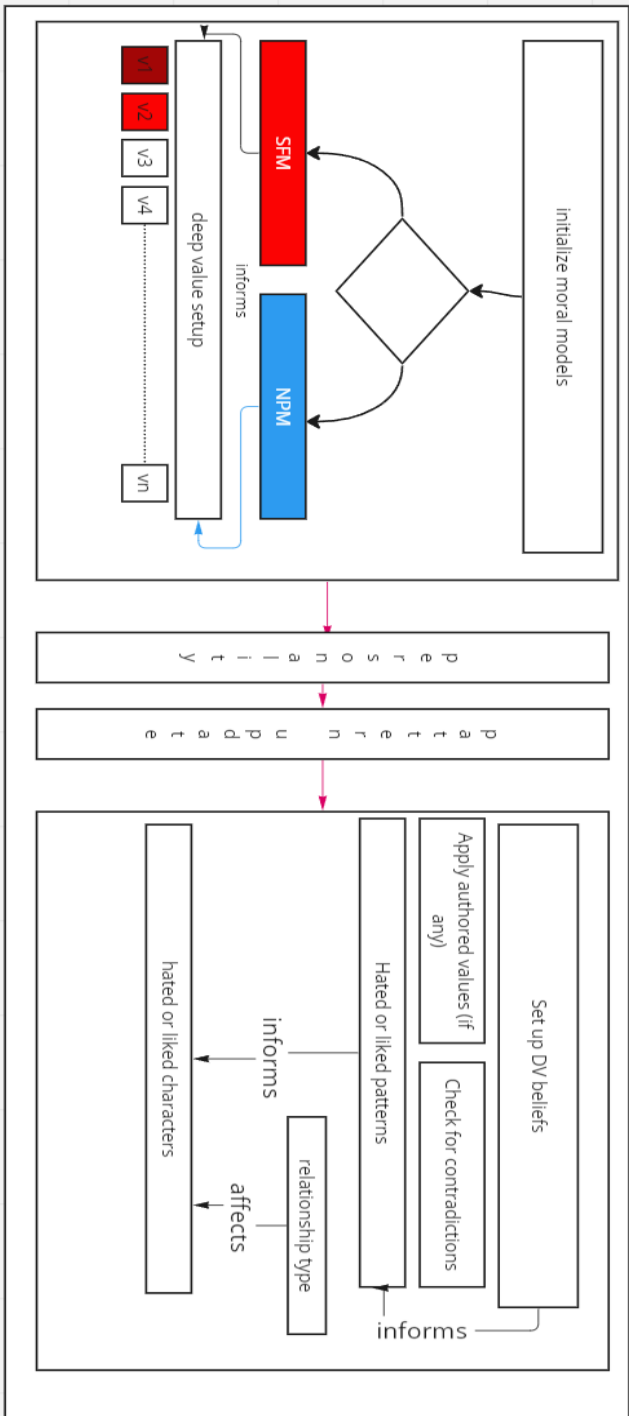 initialize moral models
SFM
NPM
informs
deep value setup
v1
v2
v3
v4
vn
personality
pattern update
Set up DV beliefs
Apply authored values (if
any)
Check for contradictions
informs
Hated or liked patterns
informs
relationship type
affects
hated or liked characters